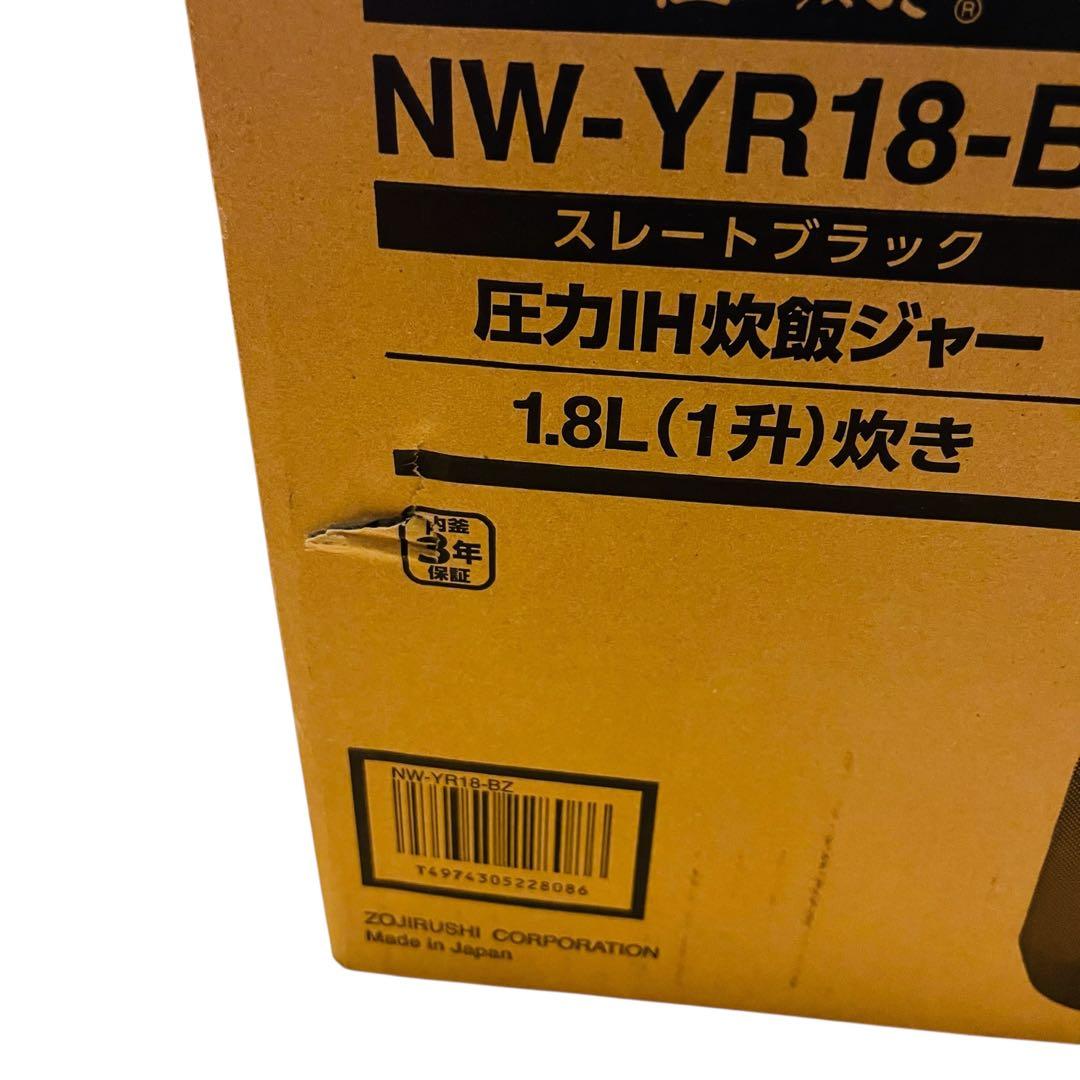 ®
NW-YR18-B
スレートブラック
圧力IH炊飯ジャー
1.8L(1升)炊き
内釜
3年
保証
NW-YR18-BZ
T4974305228086
ZOJIRUSHI CORPORATION
Made in Japan